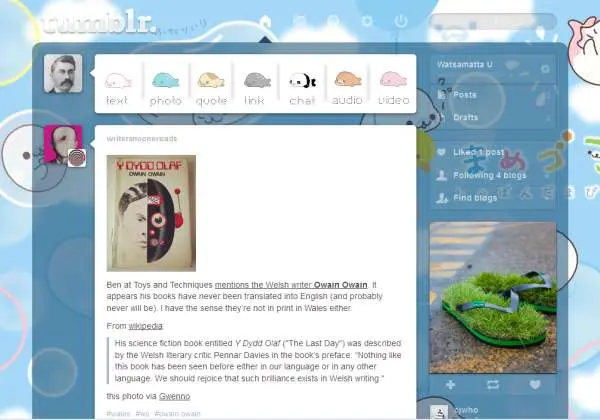 tumblr.
text photo quote link chat audio video
Watsamatta U
Posts
Drafts
Liked 1 post
Following 4 blogs
Find blogs
writershoonereads
Y DYDD OLAF
OWAIN OWAIN
Ben at Toys and Techniques mentions the Welsh writer Owain Owain. It
appears his books have never been translated into English (and probably
never will be). I have the sense they're not in print in Wales either.
From wikipedia:
His science fiction book entitled Y Dydd Olaf ("The Last Day") was described
by the Welsh literary critic Pennar Davies in the book's preface: "Nothing like
this book has been seen before either in our language or in any other
language. We should rejoice that such brilliance exists in Welsh writing."
this photo via Gwenno
#wales #ws #owain owain
ojwho